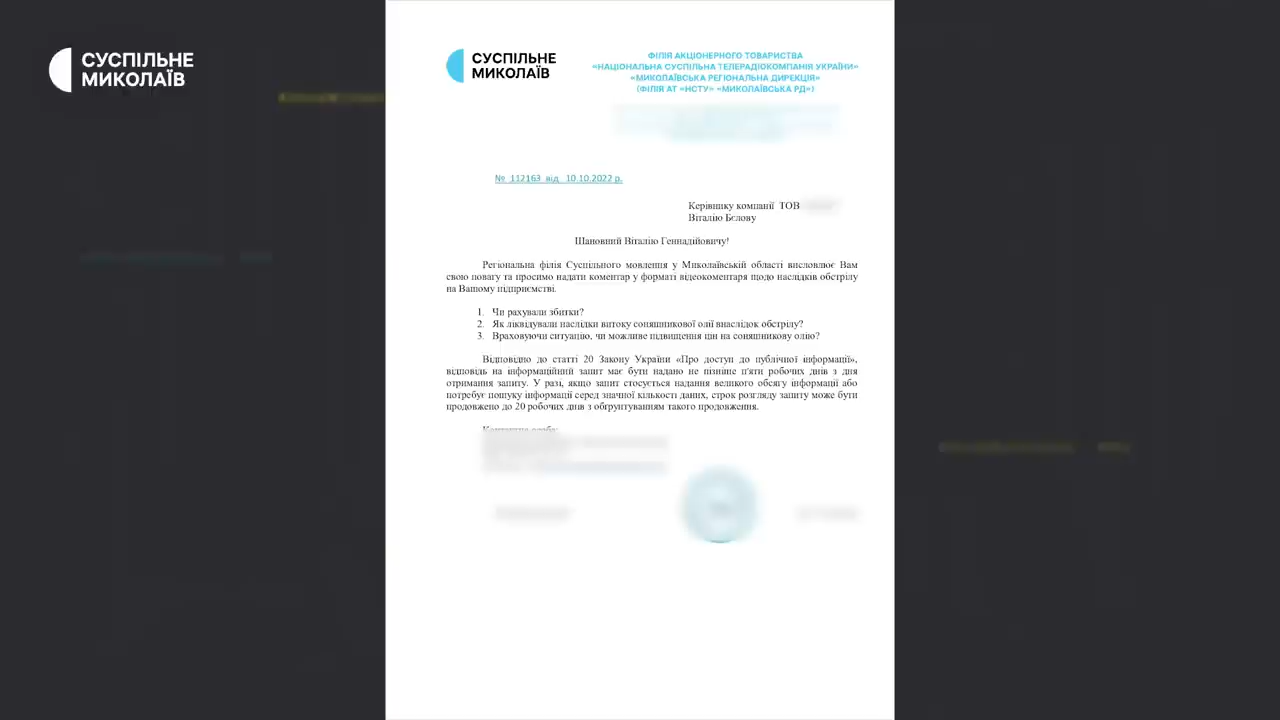 СУСПІЛЬНЕ
МИКОЛАЇВ
СУСПІЛЬНЕ
МИКОЛАЇВ
ФІЛІЯ АКЦІОНЕРНОГО ТОВАРИСТВА
«НАЦІОНАЛЬНА СУСПІЛЬНА ТЕЛЕРАДІОКОМПАНІЯ УКРАЇНИ»
«МИКОЛАЇВСЬКА РЕГІОНАЛЬНА ДИРЕКЦІЯ»
(ФІЛІЯ АТ «НСТУ» «МИКОЛАЇВСЬКА РД»)
№ 112163 від 10.10.2022 р.
Керівнику компанії ТОВ
Віталію Бєлову
Шановний Віталію Геннадійовичу!
Регіональна філія Суспільного мовлення у Миколаївській області висловлює Вам
свою повагу та просимо надати коментар у форматі відеокоментаря щодо наслідків обстрілу
на Вашому підприємстві.
1. Чи рахували збитки?
2. Як ліквідували наслідки витоку соняшникової олії внаслідок обстрілу?
3. Враховуючи ситуацію, чи можливе підвищення цін на соняшникову олію?
Відповідно до статті 20 Закону України «Про доступ до публічної інформації»,
відповідь на інформаційний запит має бути надано не пізніше п'яти робочих днів з дня
отримання запиту. У разі, якщо запит стосується надання великого обсягу інформації або
потребує пошуку інформації серед значної кількості даних, строк розгляду запиту може бути
продовжено до 20 робочих днів з обґрунтуванням такого продовження.